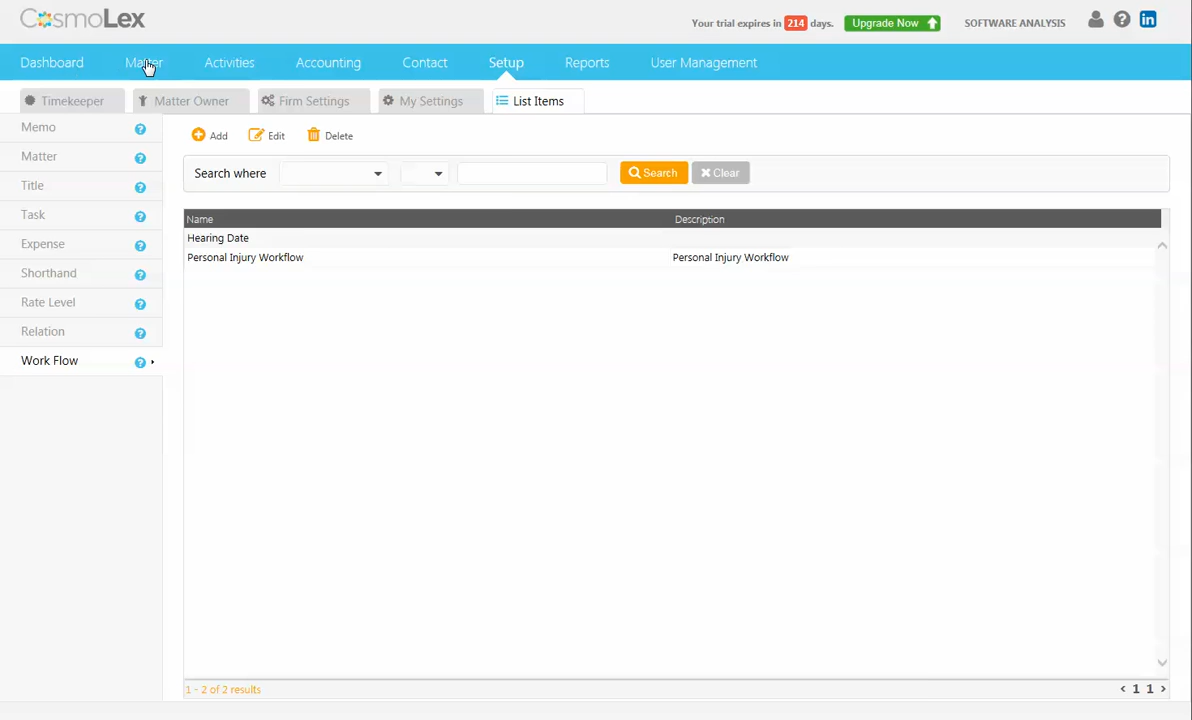 CosmoLex
Your trial expires in 214 days.
Upgrade Now
SOFTWARE ANALYSIS
Dashboard
Matter
Activities
Accounting
Contact
Setup
Reports
User Management
Timekeeper
Matter Owner
Firm Settings
My Settings
List Items
Memo
Matter
Title
Task
Expense
Shorthand
Rate Level
Relation
Work Flow
Add
Edit
Delete
Search where
Search
Clear
Name
Description
Hearing Date
Personal Injury Workflow
Personal Injury Workflow
1 - 2 of 2 results
< 1 1 >